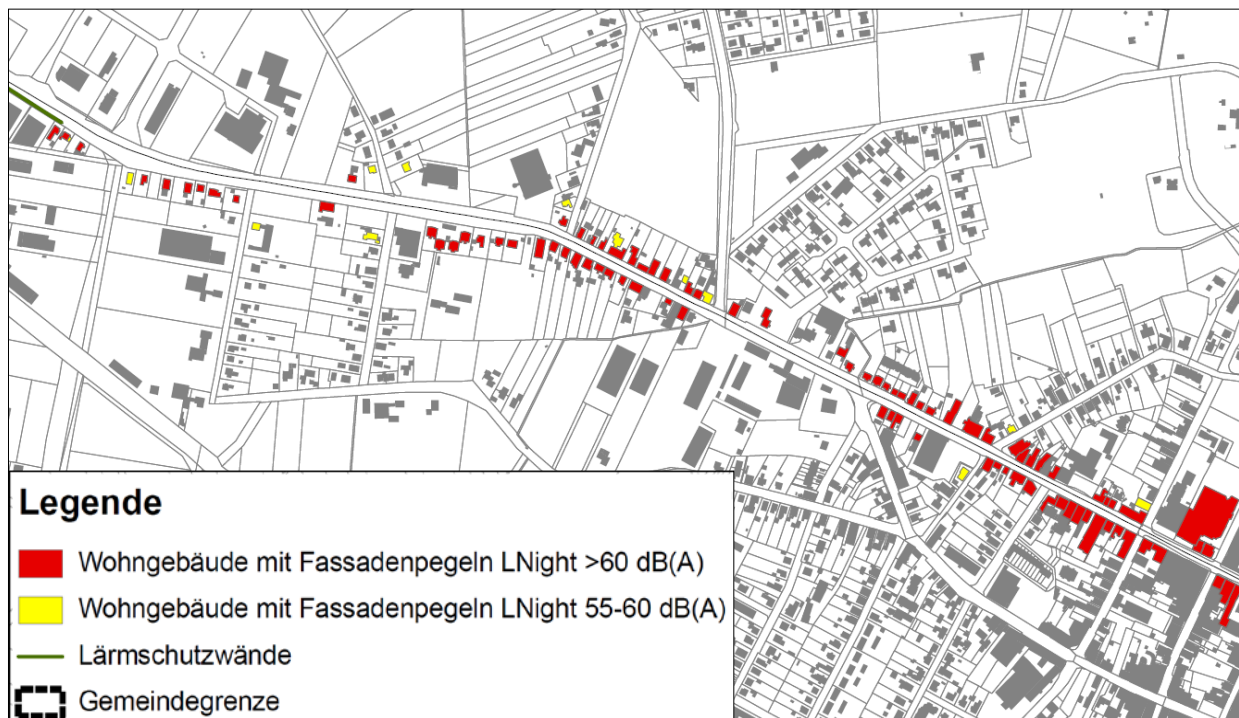 Legende
Wohngebäude mit Fassadenpegeln LNight >60 dB(A)
Wohngebäude mit Fassadenpegeln LNight 55-60 dB(A)
Lärmschutzwände
Gemeindegrenze